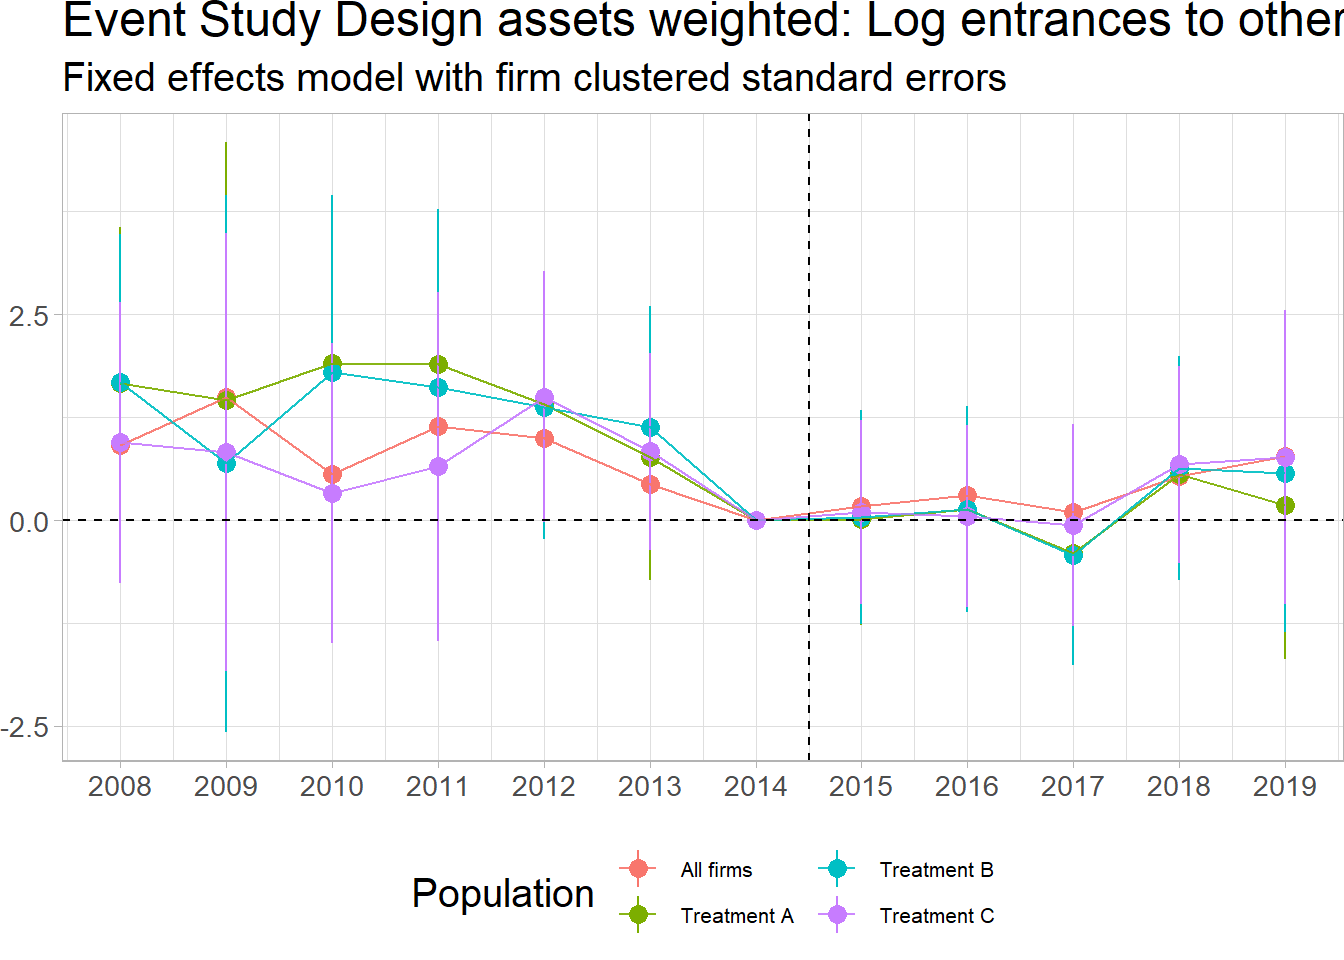 Event Study Design assets weighted: Log entrances to other
Fixed effects model with firm clustered standard errors
2.5
0.0
-2.5
2008 2009 2010 2011 2012 2013 2014 2015 2016 2017 2018 2019
Population
All firms Treatment B
Treatment A Treatment C